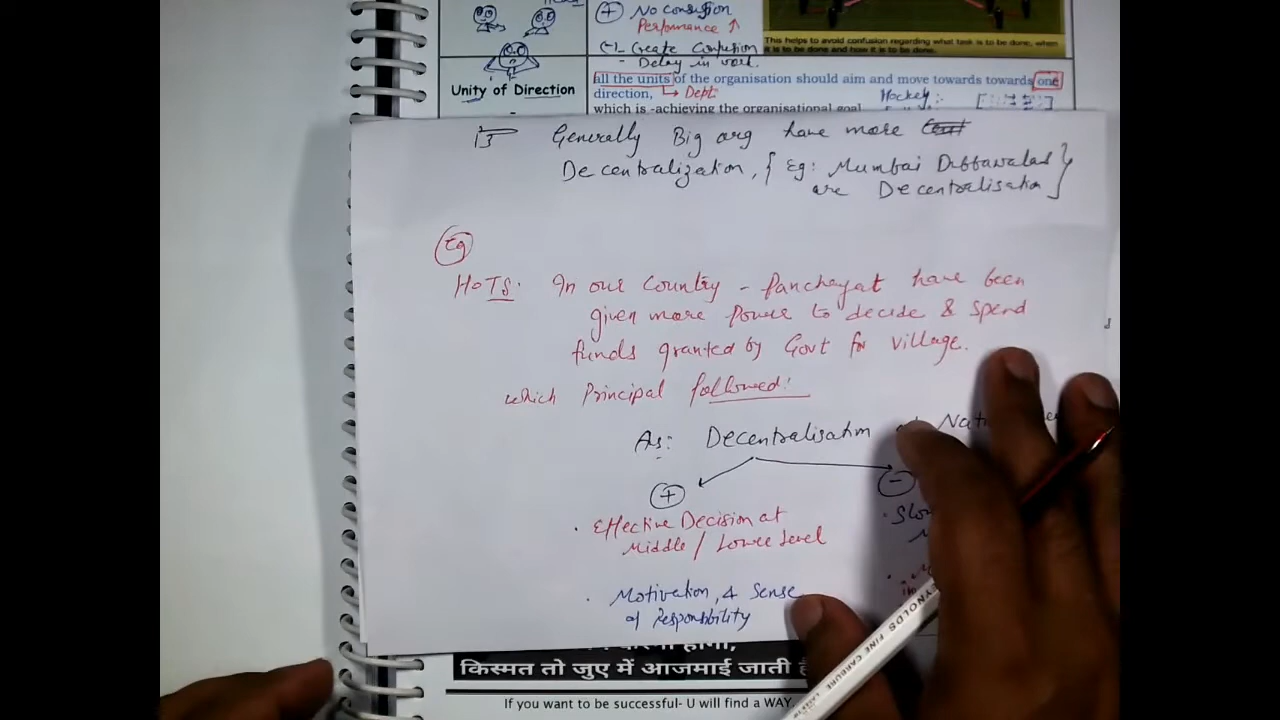 ⊕ No confusion
Performance ↑
(-) - Create Confusion
- Delay in work.
This helps to avoid confusion regarding what task is to be done, when
it is to be done and how it is to be done.
Unity of Direction
all the units of the organisation should aim and move towards towards one
direction, → Dept
Hockey:-
which is -achieving the organisational goal
Generally Big org have more
Decentralization, { Eg: Mumbai Dabbawalas
are Decentralisation }
Eg
HOTS: In our Country - Panchayat have been
given more Power to decide & spend
funds granted by Govt for village.
which Principal followed?
As: Decentralisation
+
-
· Effective Decision at
Middle / Lower level
· Motivation, & Sense
of responsbility
किस्मत तो जुए में आजमाई जाती
If you want to be successful- U will find a WAY.
REYNOLDS FINE CARBURE